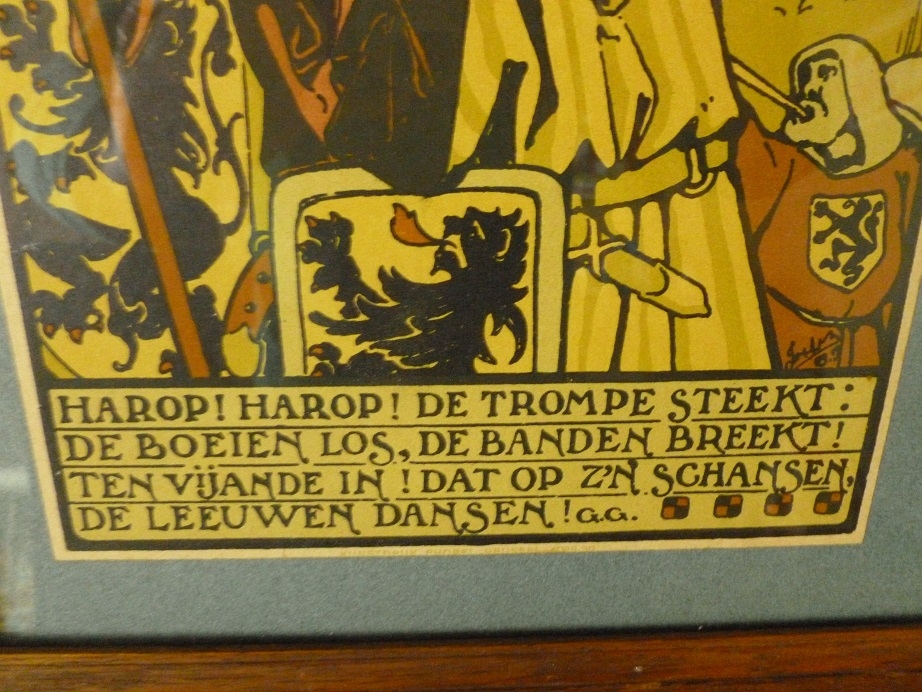 HAROP! HAROP! DE TROMPE STEEKT:
DE BOEIEN LOS, DE BANDEN BREEKT!
TEN VIJANDE IN! DAT OP Z'N SCHANSEN,
DE LEEUWEN DANSEN! G.G.